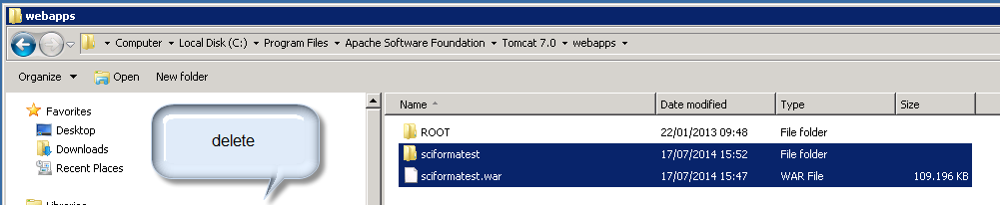 webapps
Computer Local Disk (C:) Program Files Apache Software Foundation Tomcat 7.0 webapps
Organize Open New folder
Favorites
Desktop
Downloads
Recent Places
Libraries
delete
Name Date modified Type Size
ROOT 22/01/2013 09:48 File folder
sciformatest 17/07/2014 15:52 File folder
sciformatest.war 17/07/2014 15:47 WAR File 109.196 KB